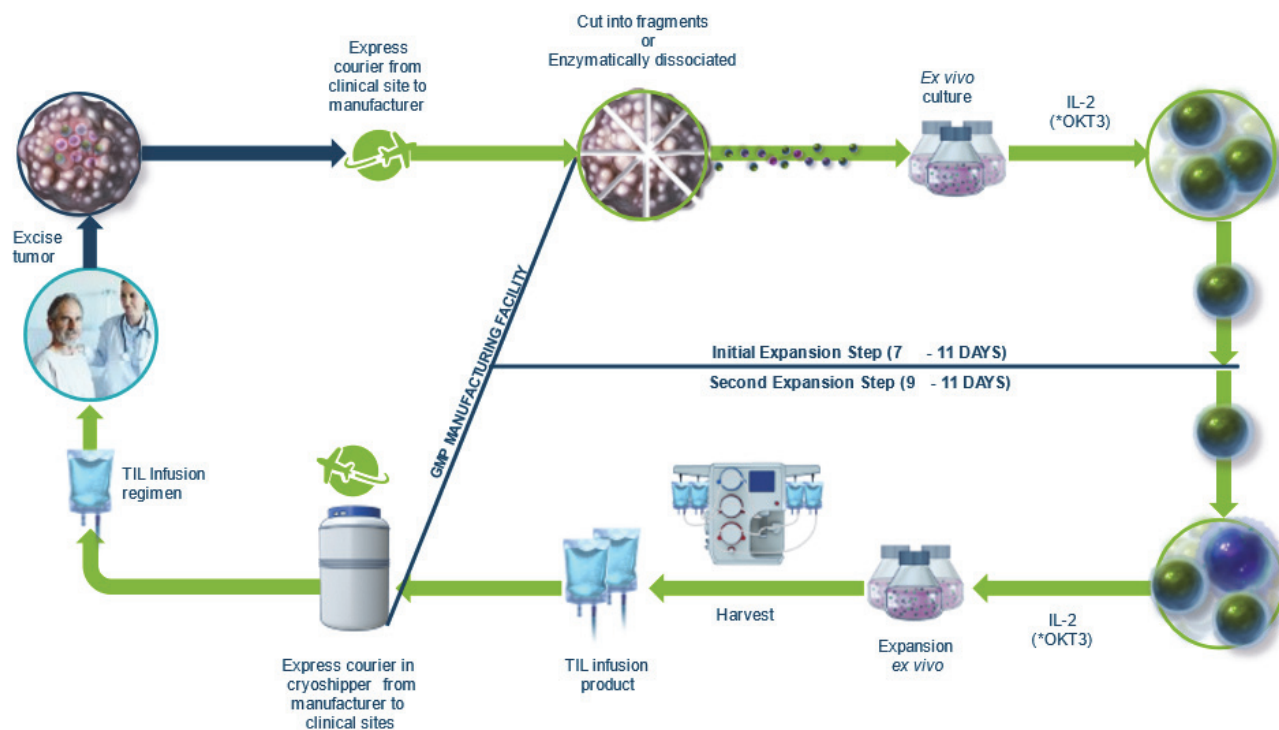 Cut into fragments
or
Enzymatically dissociated
Express
courier from
clinical site to
manufacturer
Ex vivo
culture
IL-2
(*OKT3)
Excise
tumor
GMP MANUFACTURING FACILITY
Initial Expansion Step (7 - 11 DAYS)
Second Expansion Step (9 - 11 DAYS)
TIL Infusion
regimen
Harvest
IL-2
(*OKT3)
Expansion
ex vivo
TIL infusion
product
Express courier in
cryoshipper from
manufacturer to
clinical sites